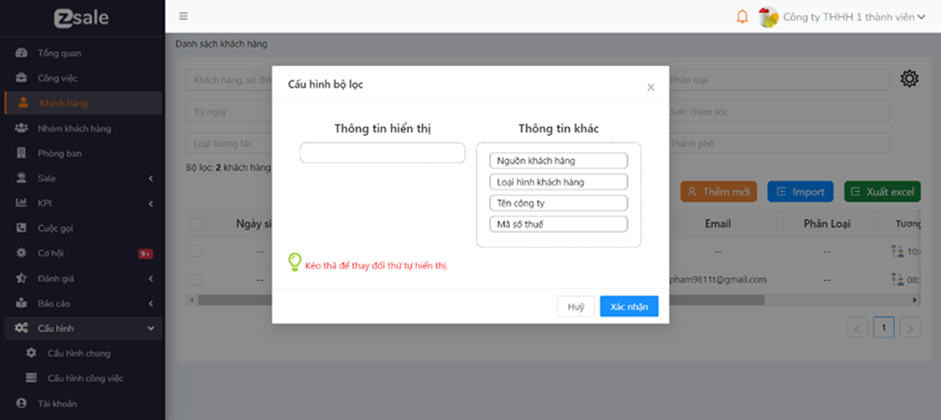 Zsale
Công ty THHH 1 thành viên
Tổng quan
Công việc
Khách hàng
Nhóm khách hàng
Phòng ban
Sale
KPI
Cuộc gọi
Cơ hội 9+
Đánh giá
Báo cáo
Cấu hình
Cấu hình chung
Cấu hình công việc
Tài khoản
Danh sách khách hàng
Khách hàng, số điệ
Phân loại
Từ ngày
Sale chăm sóc
Loại tương tác
Thành phố
Bộ lọc: 2 khách hàng
Thêm mới
Import
Xuất excel
Ngày si
Email
Phân Loại
Tương
--
--
--
10:
--
pham9811t@gmail.com
--
08:
1
Cấu hình bộ lọc
Thông tin hiển thị
Thông tin khác
Nguồn khách hàng
Loại hình khách hàng
Tên công ty
Mã số thuế
Kéo thả để thay đổi thứ tự hiển thị.
Huỷ
Xác nhận